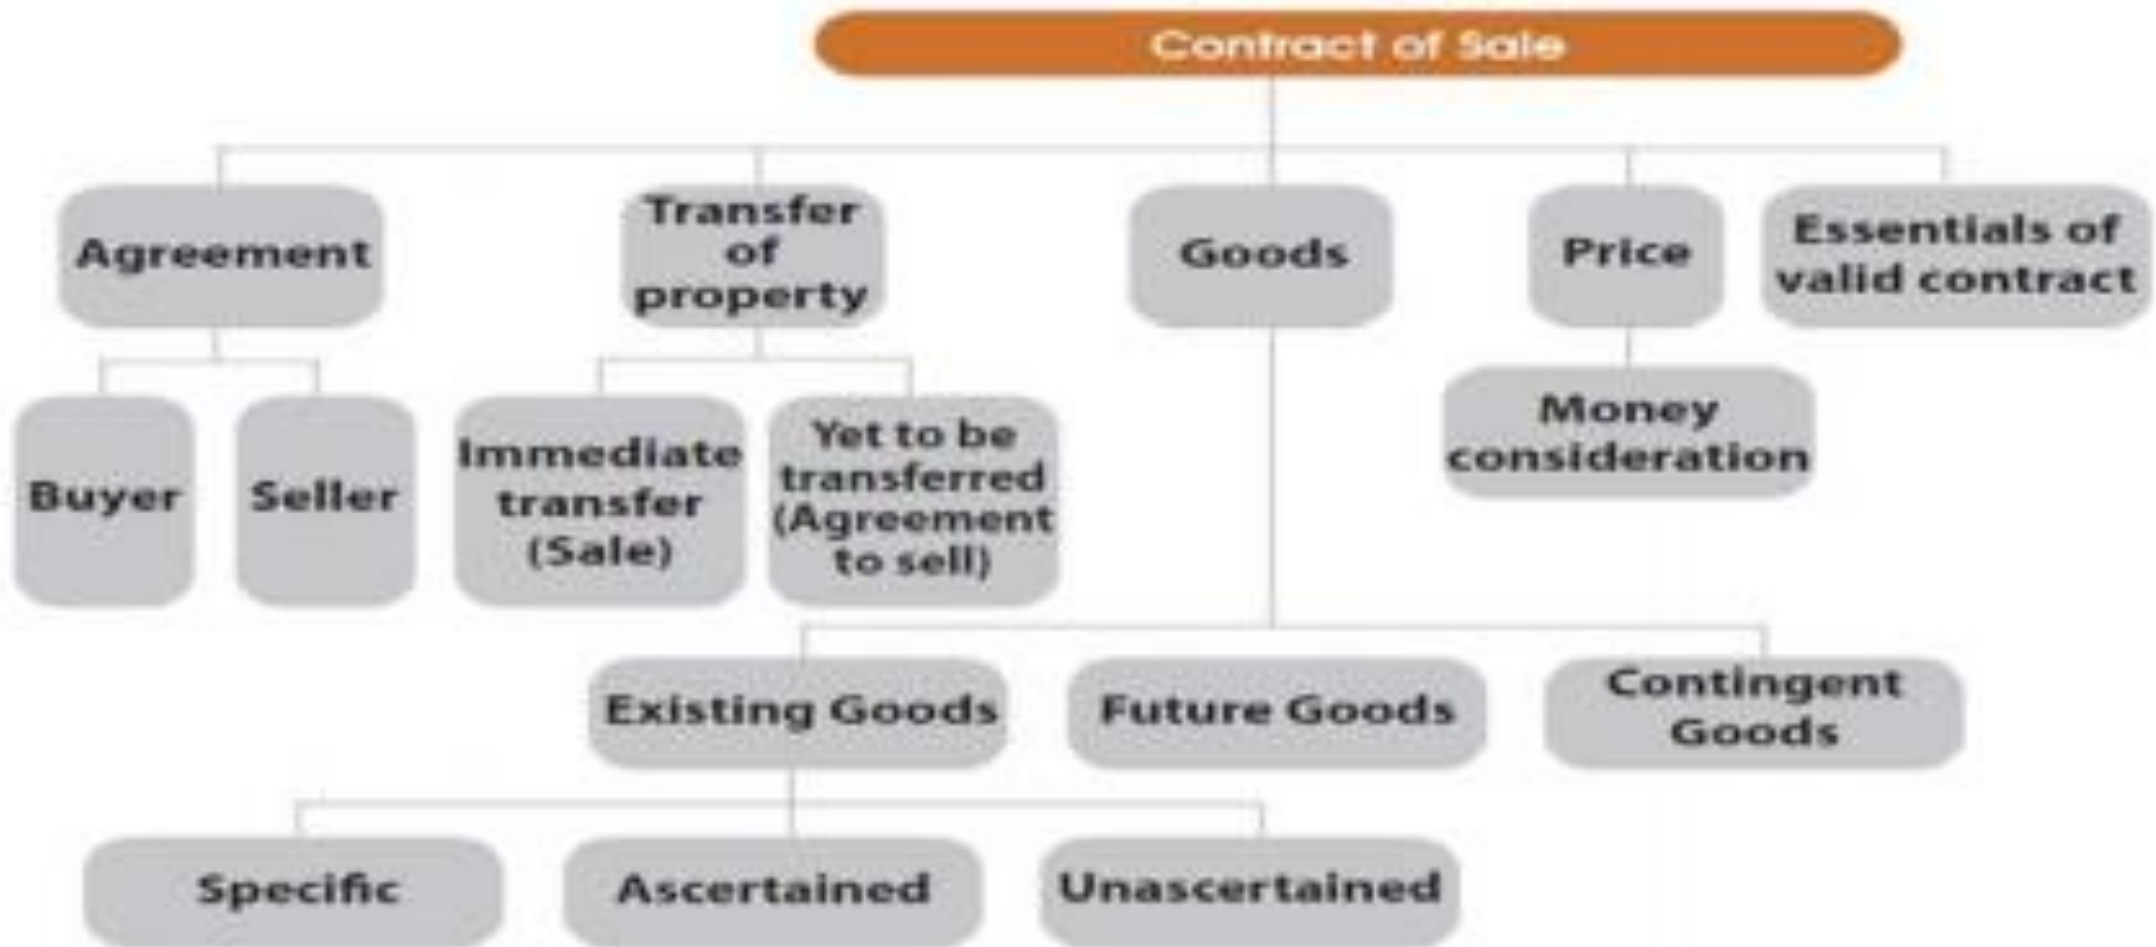 Contract of Sale
Agreement
Transfer
of
property
Goods
Price
Essentials of
valid contract
Buyer
Seller
Immediate
transfer
(Sale)
Yet to be
transferred
(Agreement
to sell)
Money
consideration
Existing Goods
Future Goods
Contingent
Goods
Specific
Ascertained
Unascertained